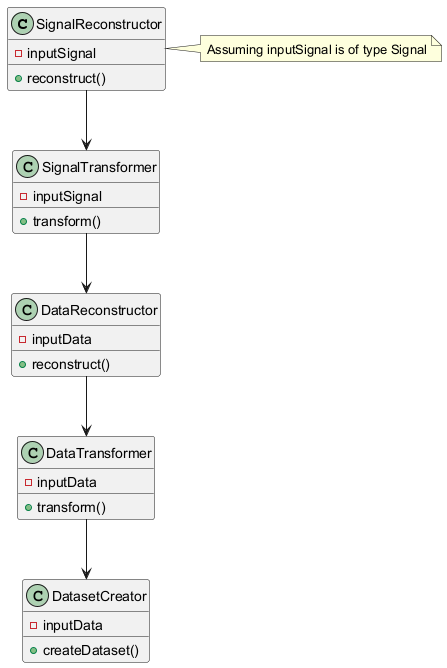 C SignalReconstructor
inputSignal
reconstruct()
Assuming inputSignal is of type Signal
C SignalTransformer
inputSignal
transform()
C DataReconstructor
inputData
reconstruct()
C DataTransformer
inputData
transform()
C DatasetCreator
inputData
createDataset()